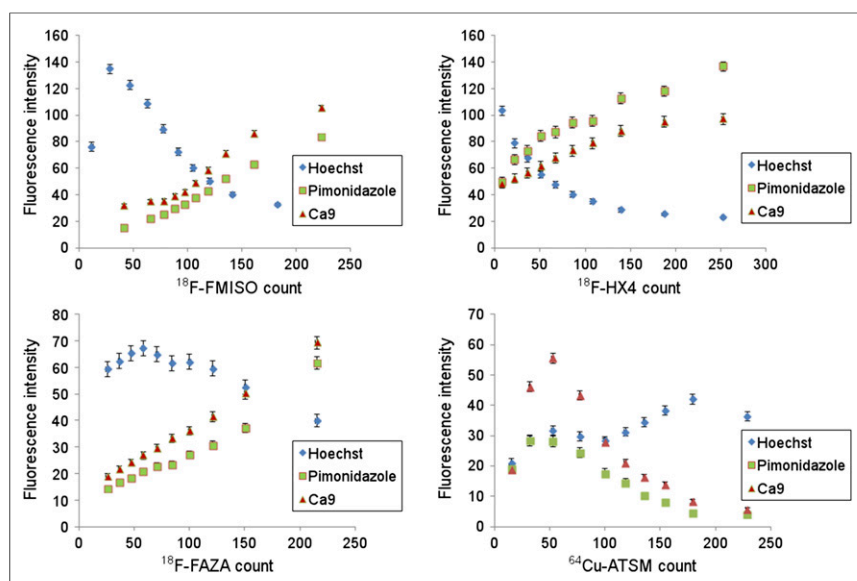 160
140
120
100
80
60
40
20
0
0 50 100 150 200 250
Fluorescence intensity
¹⁸F-FMISO count
Hoechst
Pimonidazole
Ca9
160
140
120
100
80
60
40
20
0
0 50 100 150 200 250 300
Fluorescence intensity
¹⁸F-HX4 count
Hoechst
Pimonidazole
Ca9
80
70
60
50
40
30
20
10
0
0 50 100 150 200 250
Fluorescence intensity
¹⁸F-FAZA count
Hoechst
Pimonidazole
Ca9
70
60
50
40
30
20
10
0
0 50 100 150 200 250
Fluorescence intensity
⁶⁴Cu-ATSM count
Hoechst
Pimonidazole
Ca9